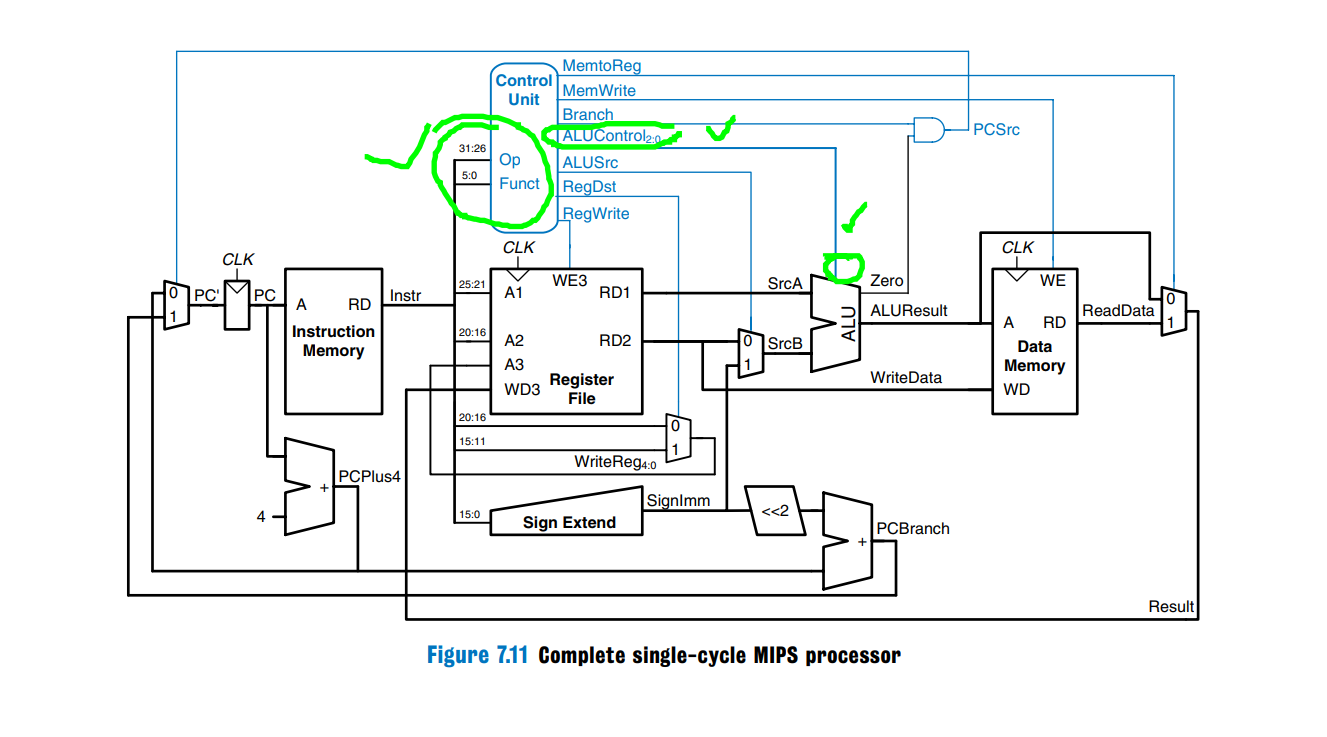 MemtoReg
Control
Unit
MemWrite
Branch
ALUControl2:0
PCSrc
31:26
Op
ALUSrc
5:0
Funct
RegDst
RegWrite
CLK
CLK
CLK
0
1
PC'
PC
A
RD
Instr
Instruction
Memory
25:21
A1
WE3
RD1
SrcA
Zero
WE
20:16
A2
RD2
0
1
SrcB
ALU
ALUResult
A
RD
ReadData
0
1
A3
WD3
Register
File
WriteData
Data
Memory
WD
20:16
0
15:11
1
WriteReg4:0
PCPlus4
+
4
15:0
Sign Extend
SignImm
<<2
+
PCBranch
Result
Figure 7.11 Complete single-cycle MIPS processor